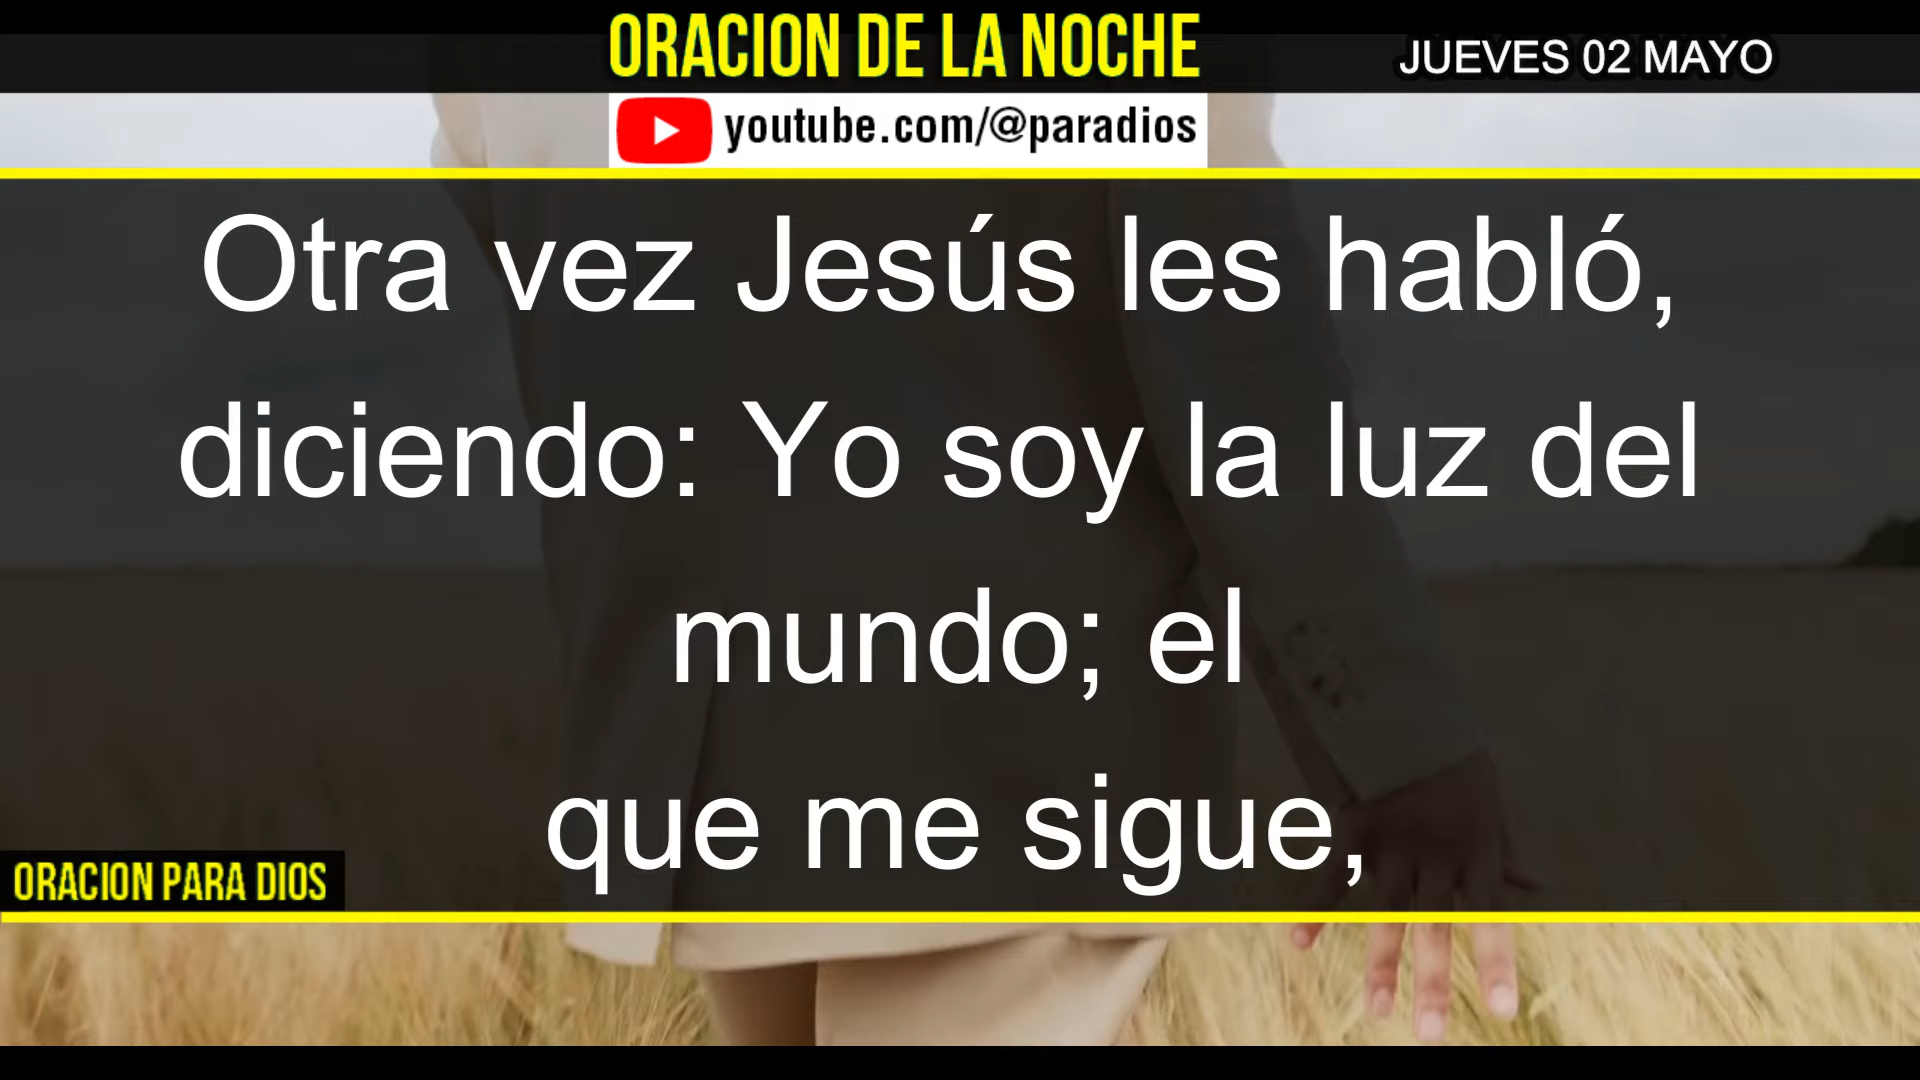 ORACION DE LA NOCHE
JUEVES 02 MAYO
youtube.com/@paradios
Otra vez Jesús les habló,
diciendo: Yo soy la luz del
mundo; el
que me sigue,
ORACION PARA DIOS